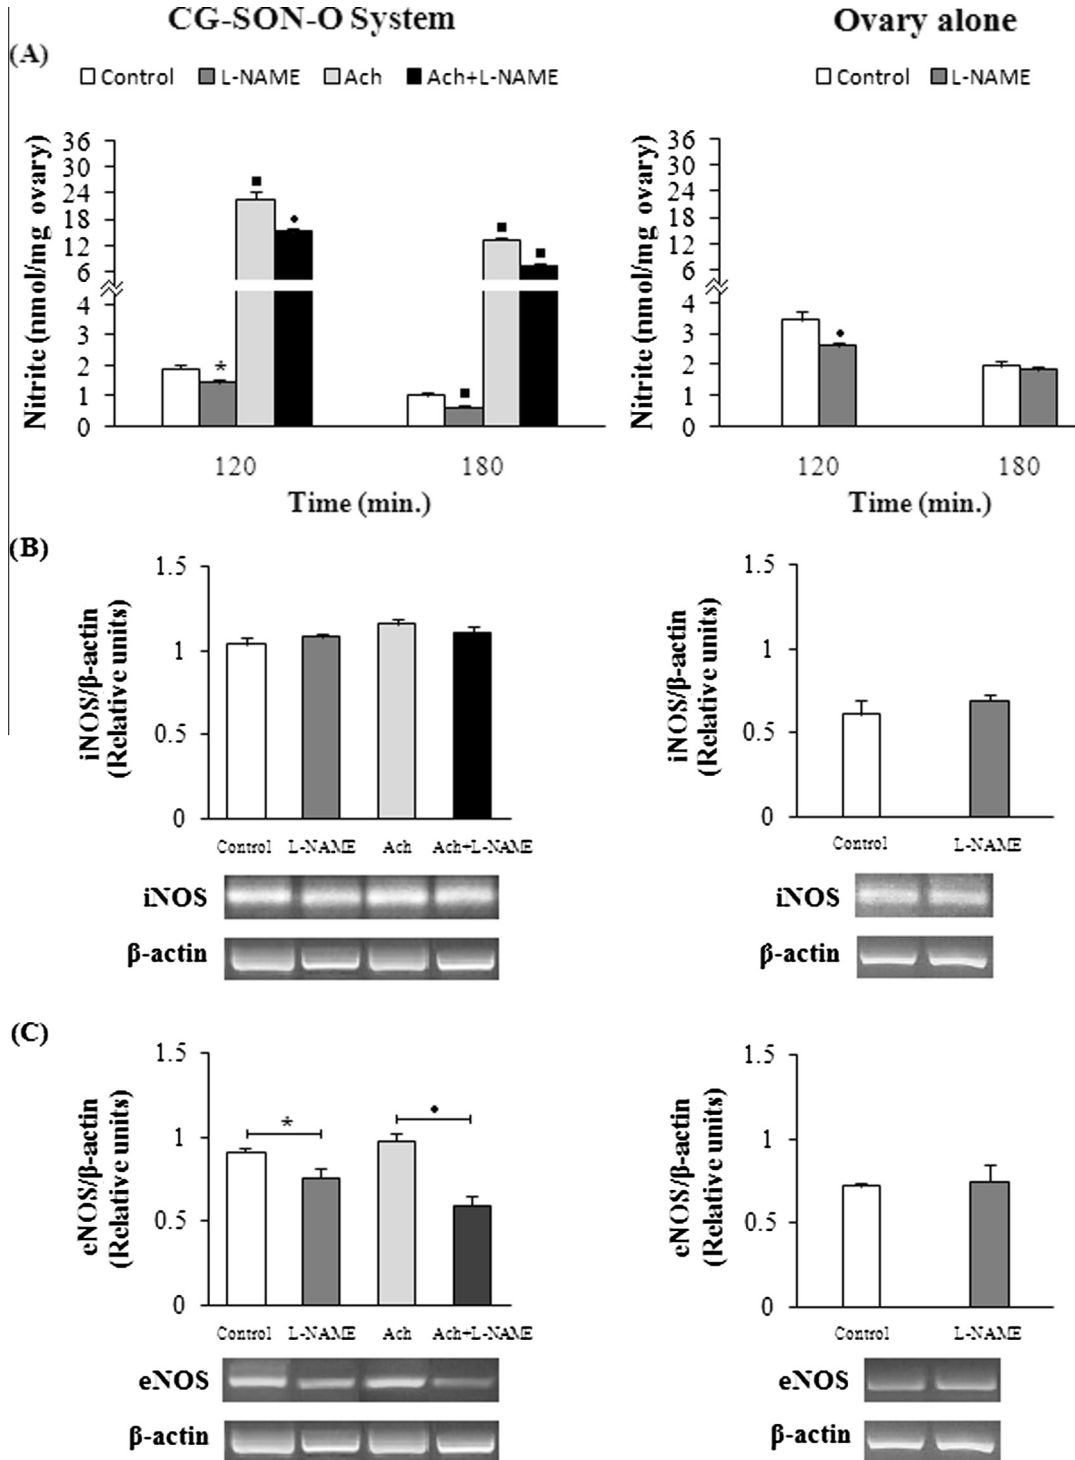 CG-SON-O System
Ovary alone
(A)
Control L-NAME Ach Ach+L-NAME
Control L-NAME
Nitrite (nmol/mg ovary)
36
30
24
18
12
6
4
3
2
1
0
*
120 180
Time (min.)
Nitrite (nmol/mg ovary)
36
30
24
18
12
6
4
3
2
1
0
120 180
Time (min.)
(B)
iNOS/β-actin
(Relative units)
1.5
1
0.5
0
Control L-NAME Ach Ach+L-NAME
iNOS
β-actin
iNOS/β-actin
(Relative units)
1.5
1
0.5
0
Control L-NAME
iNOS
β-actin
(C)
eNOS/β-actin
(Relative units)
1.5
1
0.5
0
*
Control L-NAME Ach Ach+L-NAME
eNOS
β-actin
eNOS/β-actin
(Relative units)
1.5
1
0.5
0
Control L-NAME
eNOS
β-actin